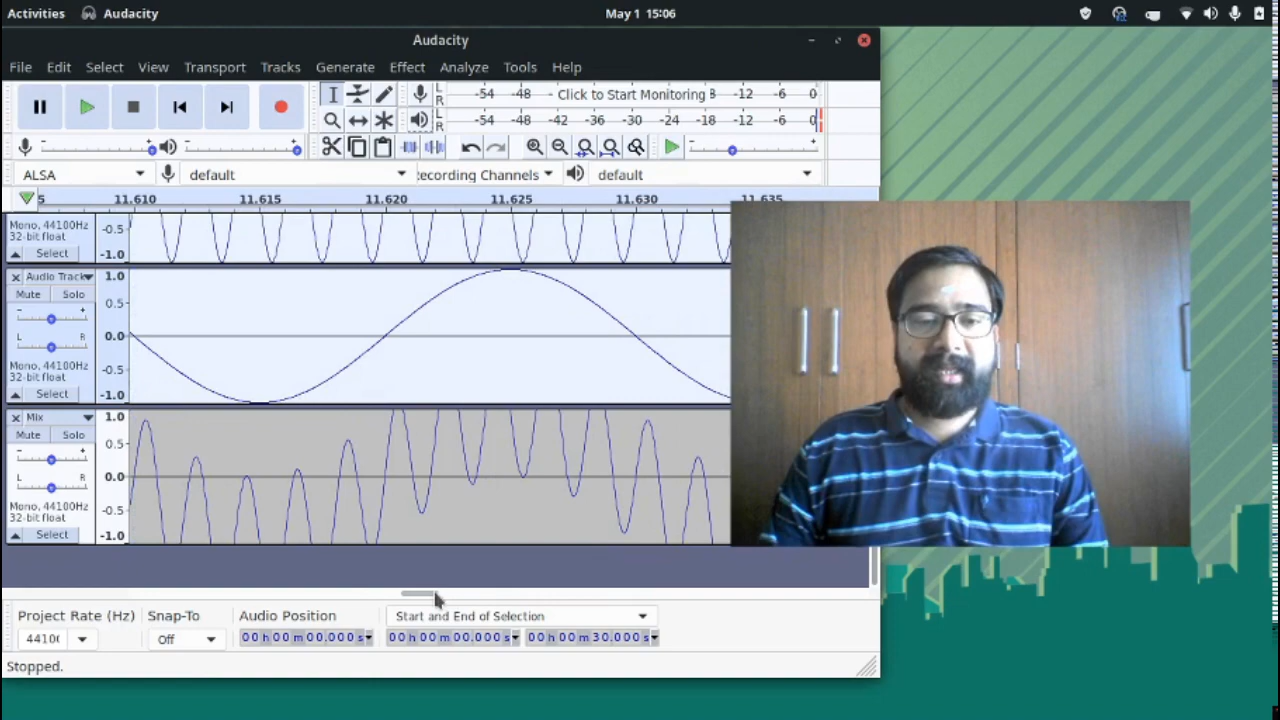 Activities Audacity May 1 15:06
Audacity
File Edit Select View Transport Tracks Generate Effect Analyze Tools Help
L R -54 -48 - Click to Start Monitoring -12 -6 0
L R -54 -48 -42 -36 -30 -24 -18 -12 -6 0
- + - + - +
ALSA default ecording Channels default
5 11.610 11.615 11.620 11.625 11.630 11.635
Mono, 44100Hz
32-bit float
Select
-0.5
-1.0
Audio Track
Mute Solo
- +
L R
Mono, 44100Hz
32-bit float
Select
1.0
0.5
0.0
-0.5
-1.0
Mix
Mute Solo
- +
L R
Mono, 44100Hz
32-bit float
Select
1.0
0.5
0.0
-0.5
-1.0
Project Rate (Hz) Snap-To Audio Position Start and End of Selection
4410 Off 00 h 00 m 00.000 s 00 h 00 m 00.000 s 00 h 00 m 30.000 s
Stopped.